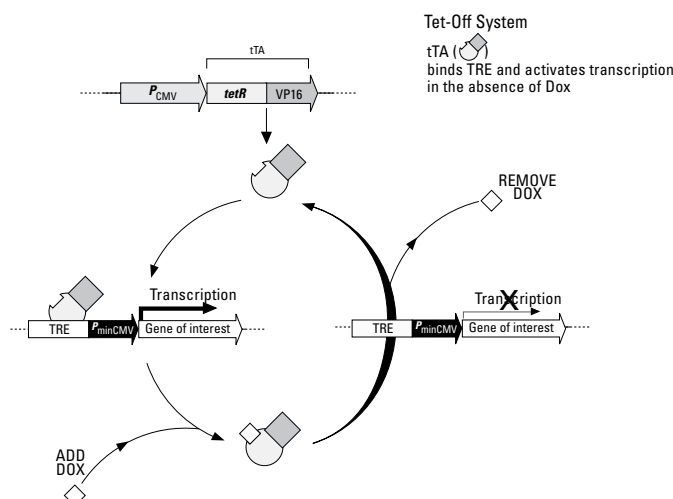 Tet-Off System
tTA ( )
binds TRE and activates transcription
in the absence of Dox
tTA
PCMV tetR VP16
REMOVE
DOX
Transcription
TRE PminCMV Gene of interest
Transcription
X
TRE PminCMV Gene of interest
ADD
DOX